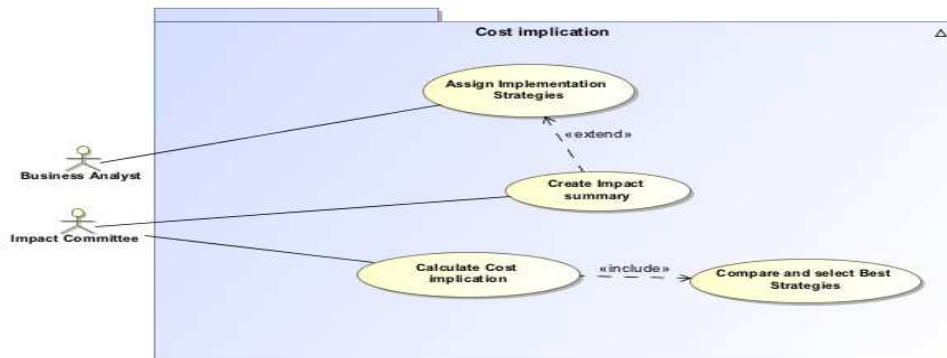 Cost implication
Assign Implementation
Strategies
«extend»
Business Analyst
Create Impact
summary
Impact Committee
Calculate Cost
implication
«include»
Compare and select Best
Strategies